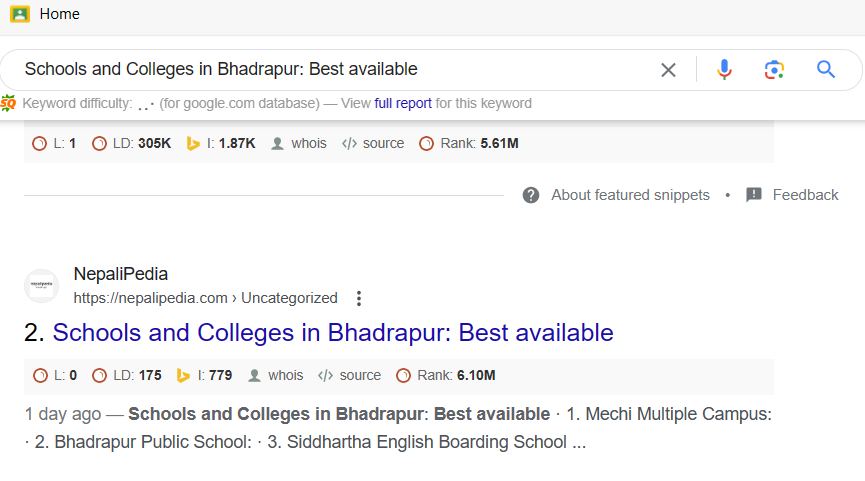 Home
Schools and Colleges in Bhadrapur: Best available
Keyword difficulty: ..· (for google.com database) — View full report for this keyword
L: 1 LD: 305K I: 1.87K whois </> source Rank: 5.61M
About featured snippets • Feedback
NepaliPedia
https://nepalipedia.com › Uncategorized
2. Schools and Colleges in Bhadrapur: Best available
L: 0 LD: 175 I: 779 whois </> source Rank: 6.10M
1 day ago — Schools and Colleges in Bhadrapur: Best available · 1. Mechi Multiple Campus:
· 2. Bhadrapur Public School: · 3. Siddhartha English Boarding School ...